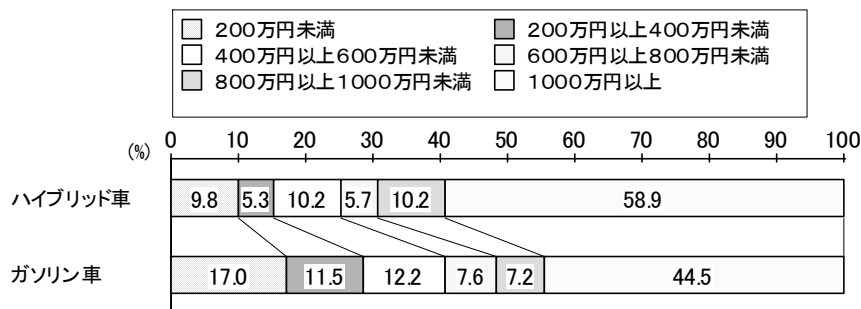 ２００万円未満 ２００万円以上４００万円未満
４００万円以上６００万円未満 ６００万円以上８００万円未満
８００万円以上１０００万円未満 １０００万円以上
(%) 0 10 20 30 40 50 60 70 80 90 100
ハイブリッド車 9.8 5.3 10.2 5.7 10.2 58.9
ガソリン車 17.0 11.5 12.2 7.6 7.2 44.5